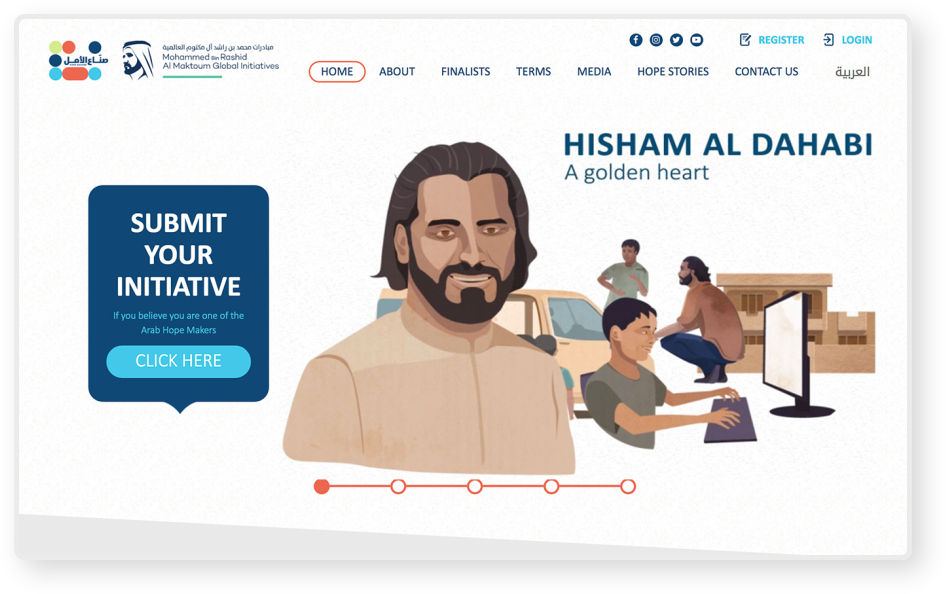 صنّاع الأمل
مبادرات محمد بن راشد آل مكتوم العالمية
Mohammed Bin Rashid
Al Maktoum Global Initiatives
REGISTER
LOGIN
HOME
ABOUT
FINALISTS
TERMS
MEDIA
HOPE STORIES
CONTACT US
العربية
HISHAM AL DAHABI
A golden heart
SUBMIT
YOUR
INITIATIVE
If you believe you are one of the
Arab Hope Makers
CLICK HERE